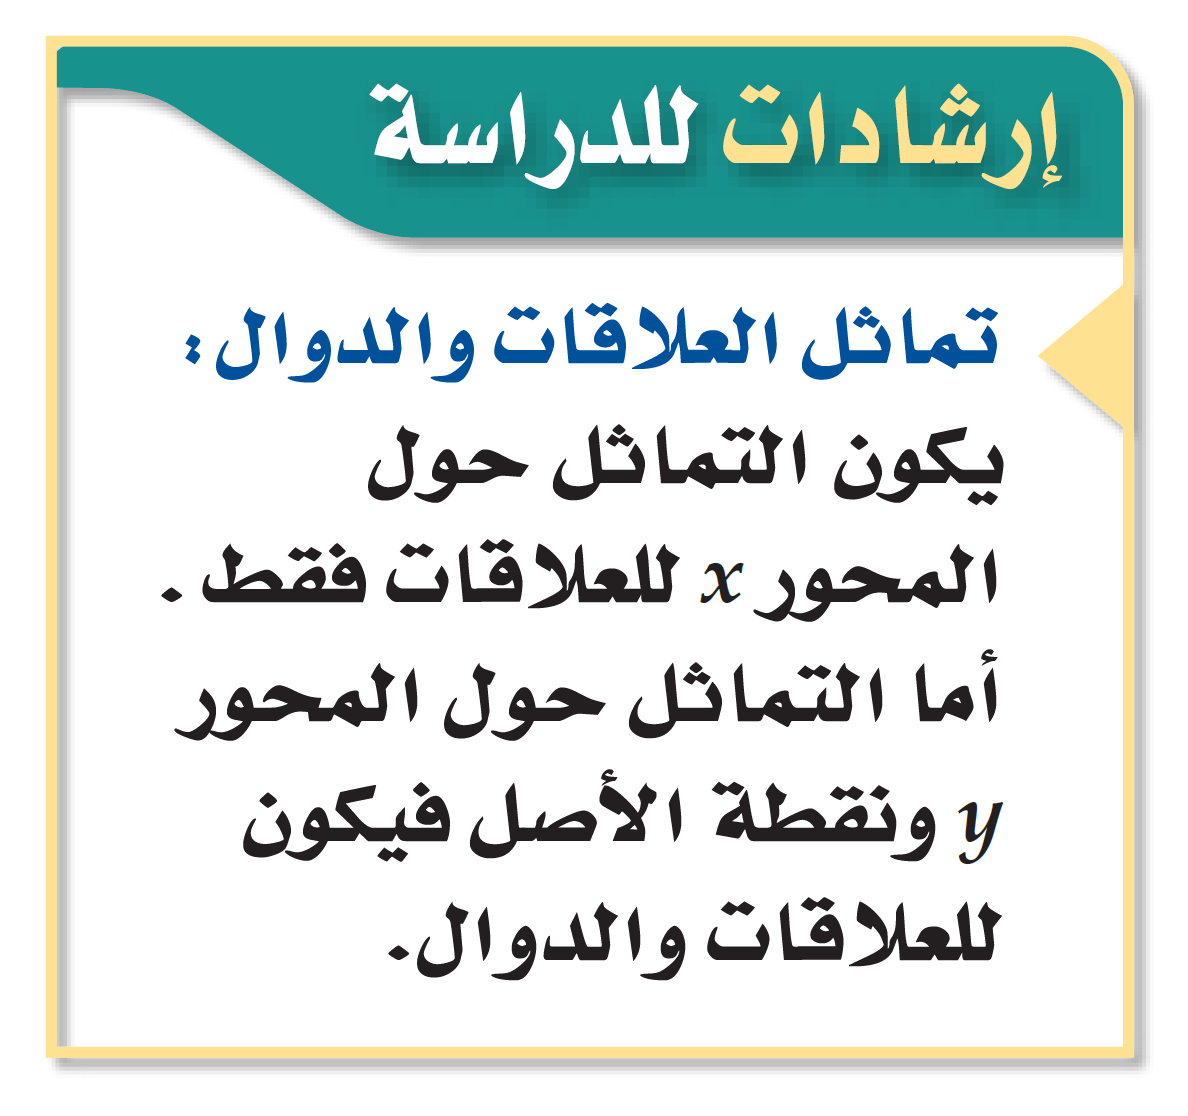 إرشادات للدراسة
تماثل العلاقات والدوال:
يكون التماثل حول
المحور x للعلاقات فقط.
أما التماثل حول المحور
y ونقطة الأصل فيكون
للعلاقات والدوال.